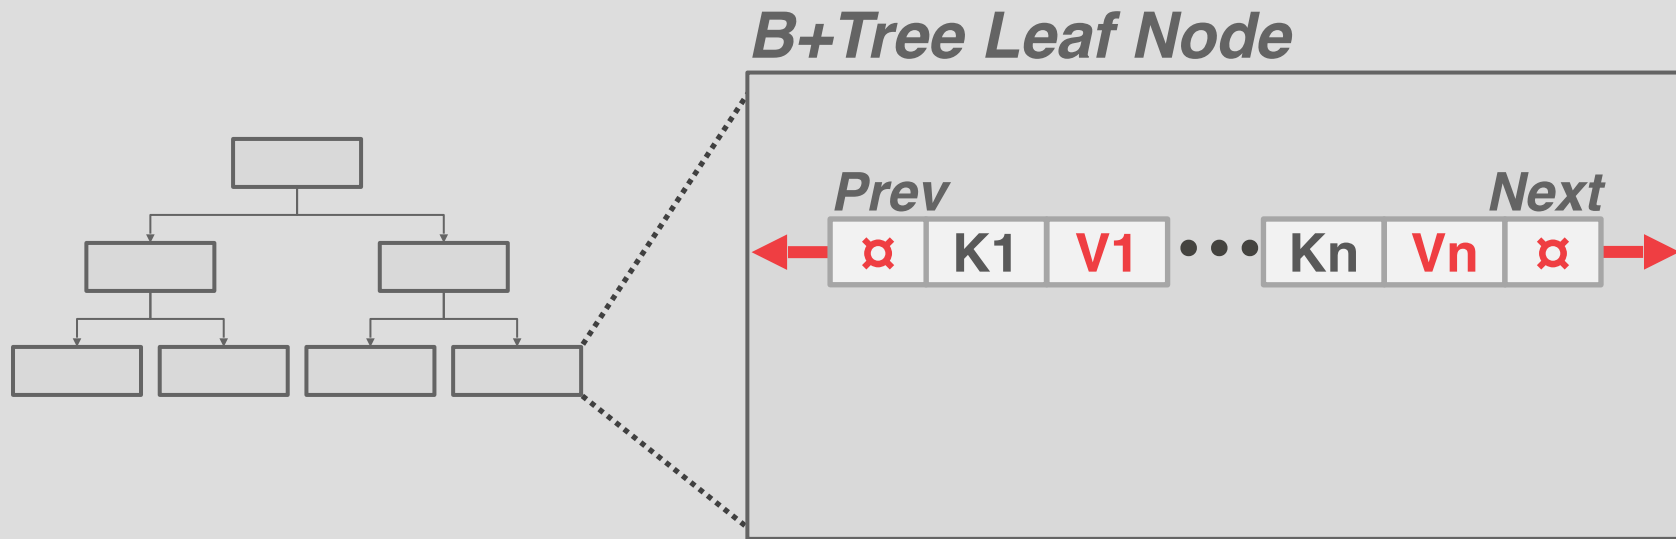 B+Tree Leaf Node
Prev Next
¤ K1 V1 ••• Kn Vn ¤